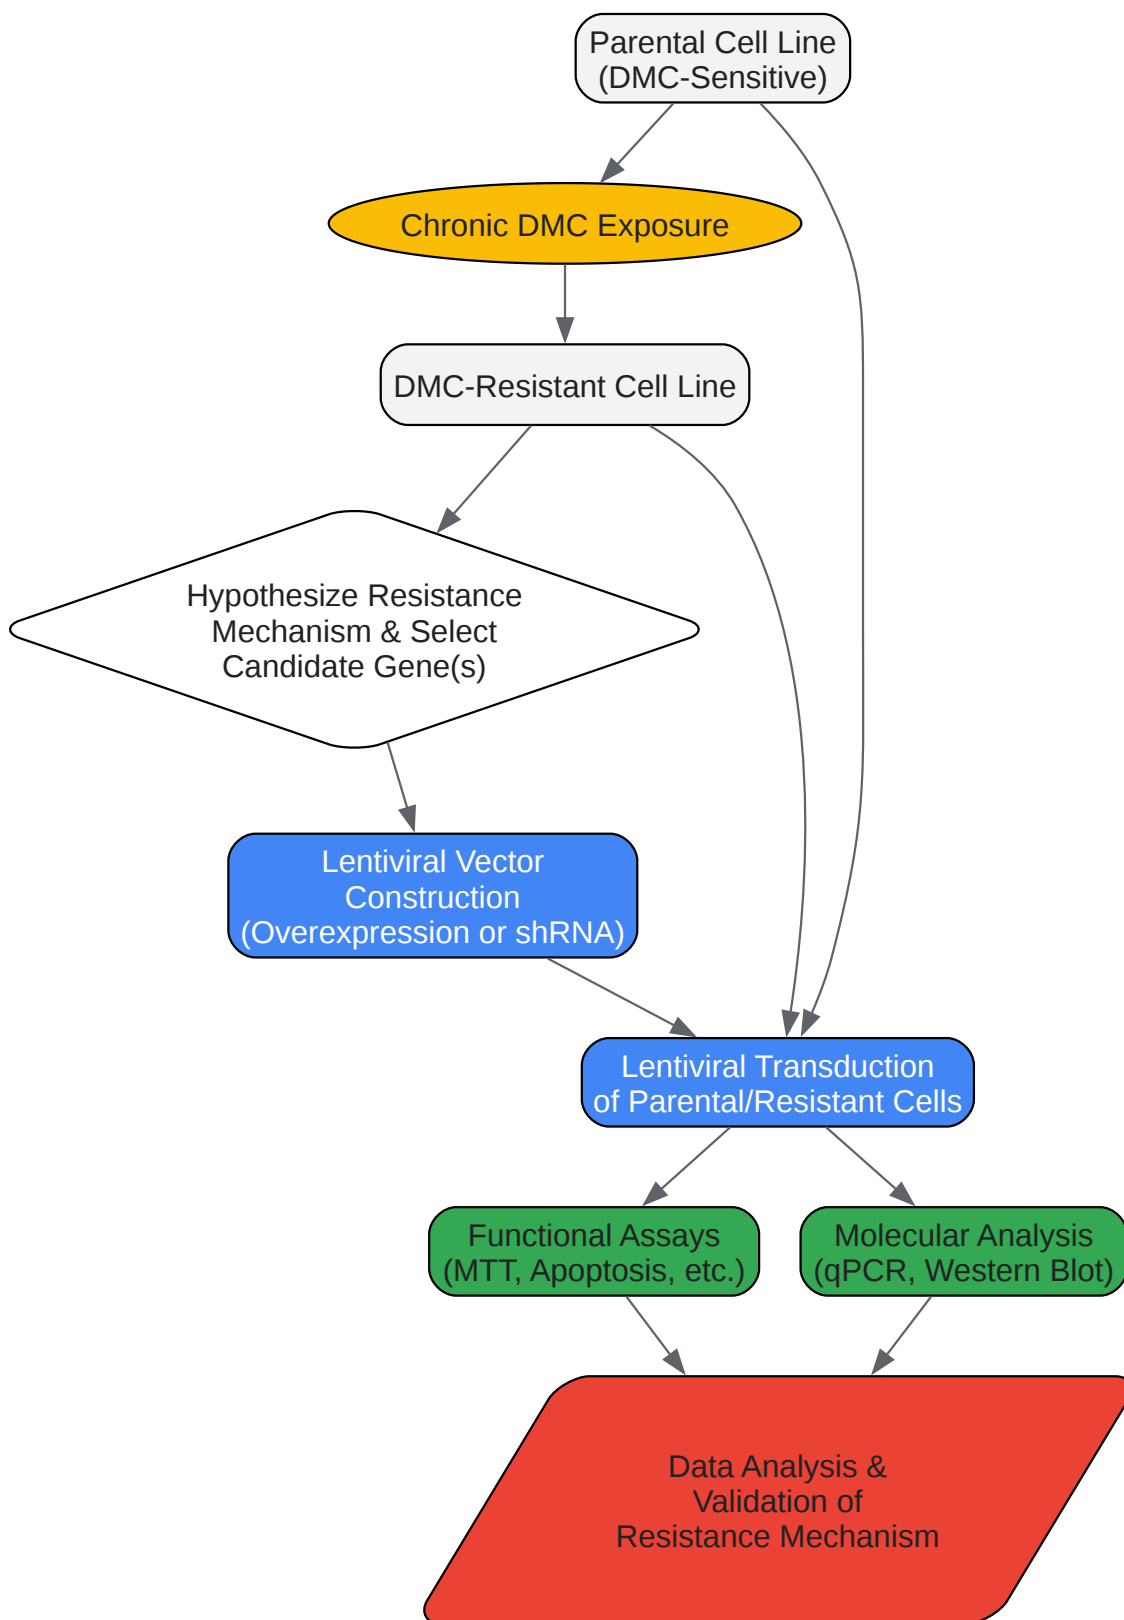 Parental Cell Line
(DMC-Sensitive)
Chronic DMC Exposure
DMC-Resistant Cell Line
Hypothesize Resistance
Mechanism & Select
Candidate Gene(s)
Lentiviral Vector
Construction
(Overexpression or shRNA)
Lentiviral Transduction
of Parental/Resistant Cells
Functional Assays
(MTT, Apoptosis, etc.)
Molecular Analysis
(qPCR, Western Blot)
Data Analysis &
Validation of
Resistance Mechanism